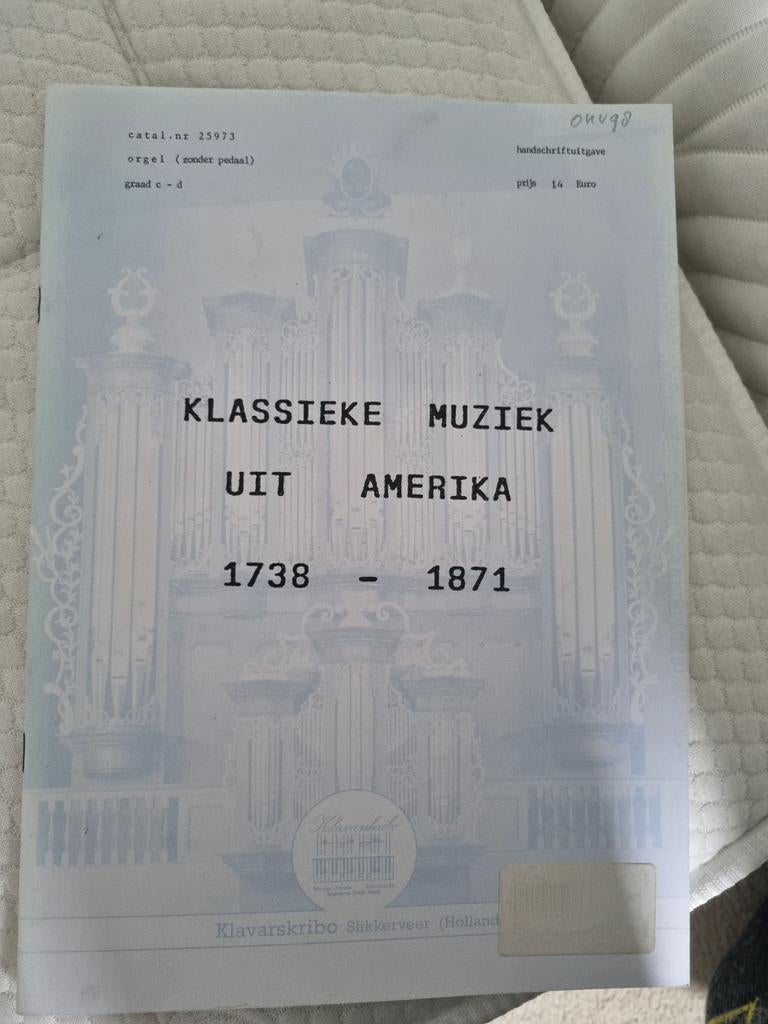 onvg8
catal.nr 25973
orgel (zonder pedaal)
graad c - d
handschriftuitgave
prijs 14 Euro
KLASSIEKE MUZIEK
UIT AMERIKA
1738 - 1871
Klavarskribo
Klavarskribo Slikkerveer (Holland